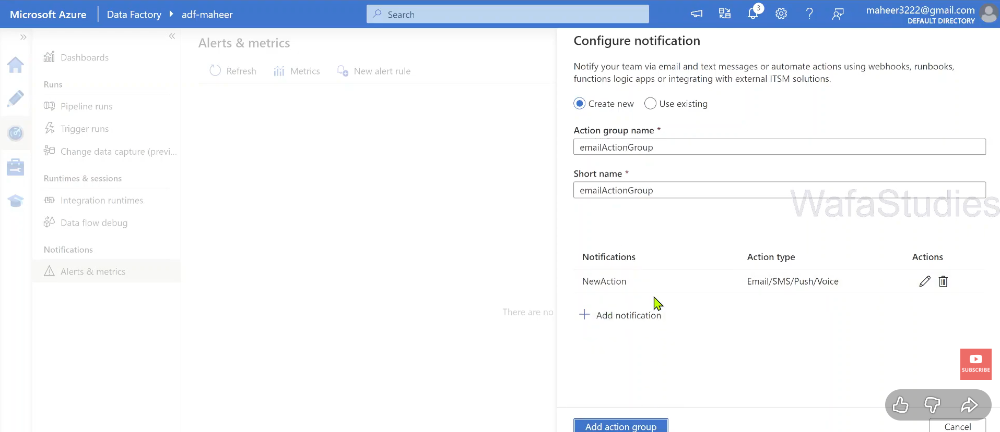 Microsoft Azure
Data Factory
adf-maheer
Search
3
maheer3222@gmail.com
DEFAULT DIRECTORY
Dashboards
Runs
Pipeline runs
Trigger runs
Change data capture (previ...
Runtimes & sessions
Integration runtimes
Data flow debug
Notifications
Alerts & metrics
Alerts & metrics
Refresh
Metrics
New alert rule
There are no
Configure notification
Notify your team via email and text messages or automate actions using webhooks, runbooks,
functions logic apps or integrating with external ITSM solutions.
Create new
Use existing
Action group name *
emailActionGroup
Short name *
emailActionGroup
WafaStudies
Notifications
Action type
Actions
NewAction
Email/SMS/Push/Voice
Add notification
SUBSCRIBE
Add action group
Cancel